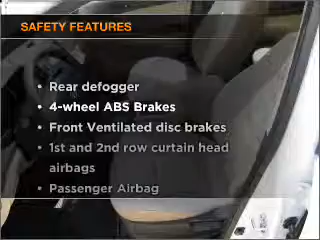 SAFETY FEATURES
• Rear defogger
• 4-wheel ABS Brakes
• Front Ventilated disc brakes
• 1st and 2nd row curtain head
airbags
• Passenger Airbag